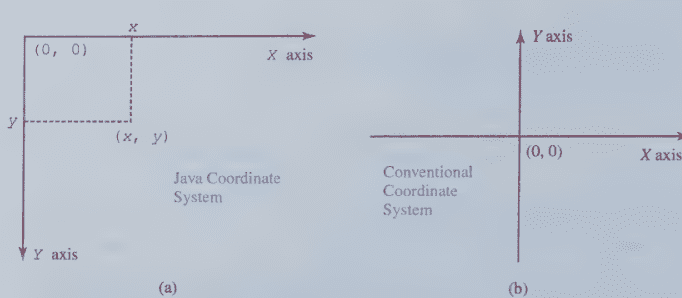 x
(0, 0)
X axis
y
(x, y)
Java Coordinate
System
Y axis
(a)
Y axis
(0, 0)
X axis
Conventional
Coordinate
System
(b)